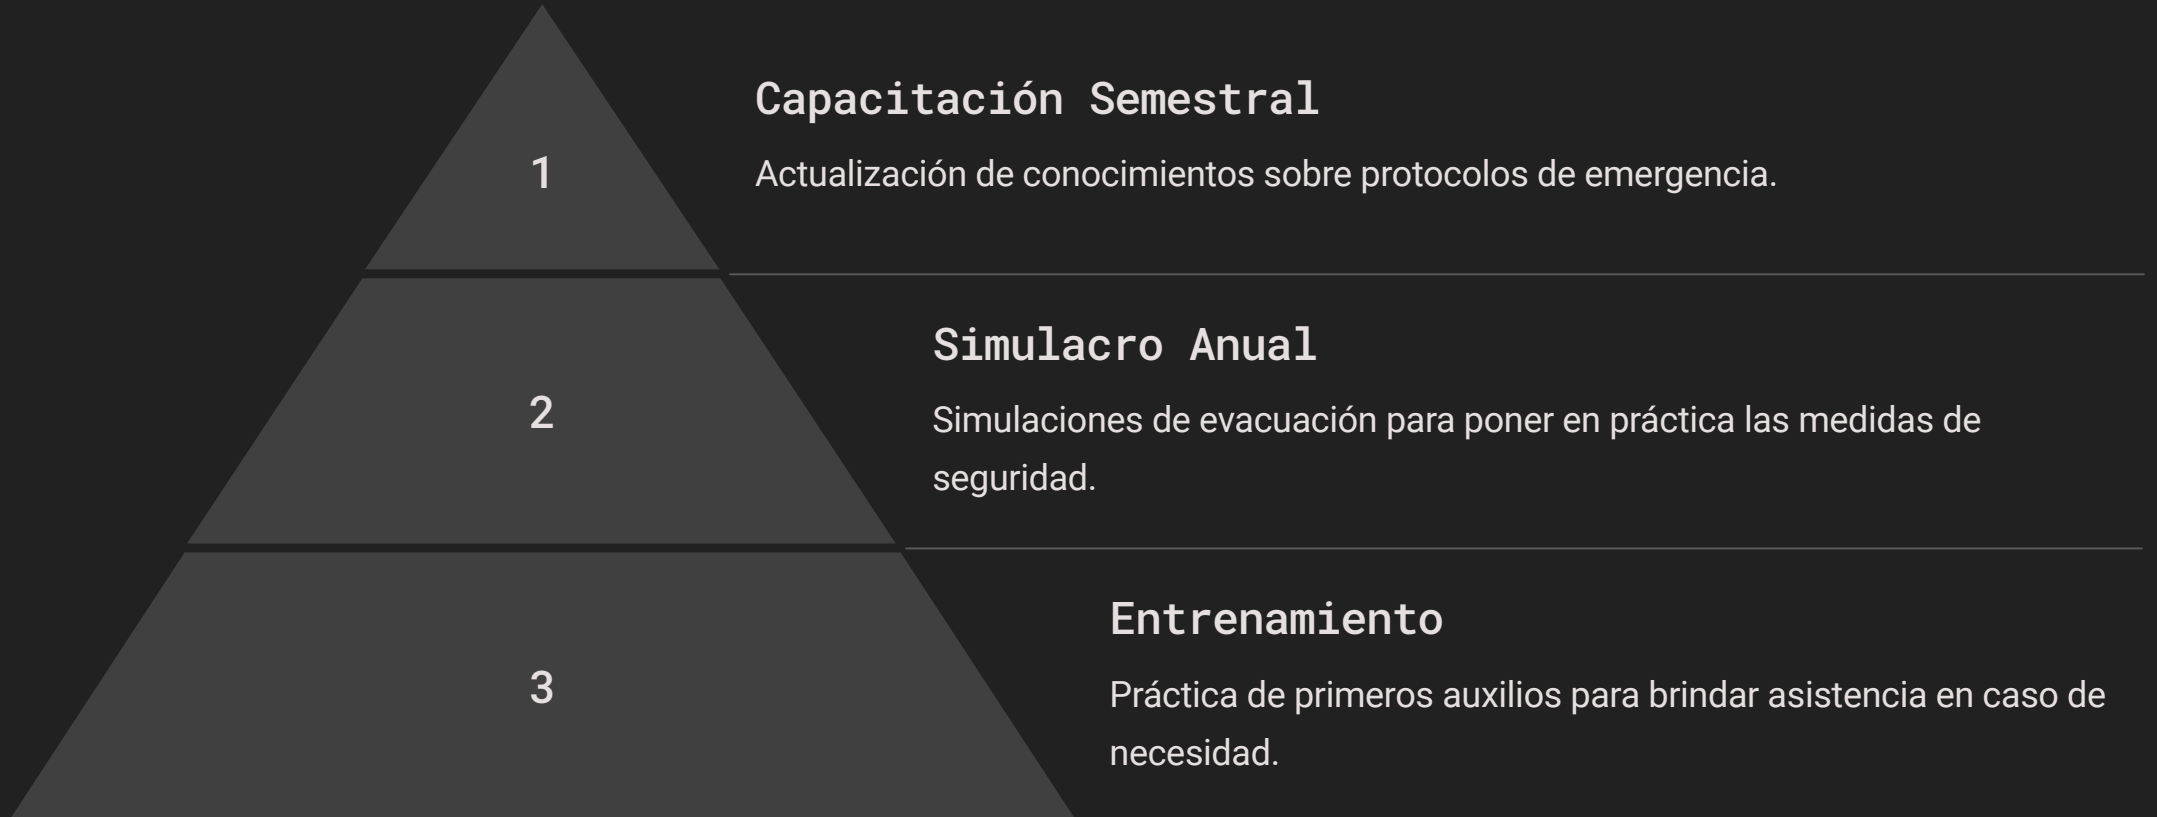 1
Capacitación Semestral
Actualización de conocimientos sobre protocolos de emergencia.
2
Simulacro Anual
Simulaciones de evacuación para poner en práctica las medidas de
seguridad.
3
Entrenamiento
Práctica de primeros auxilios para brindar asistencia en caso de
necesidad.